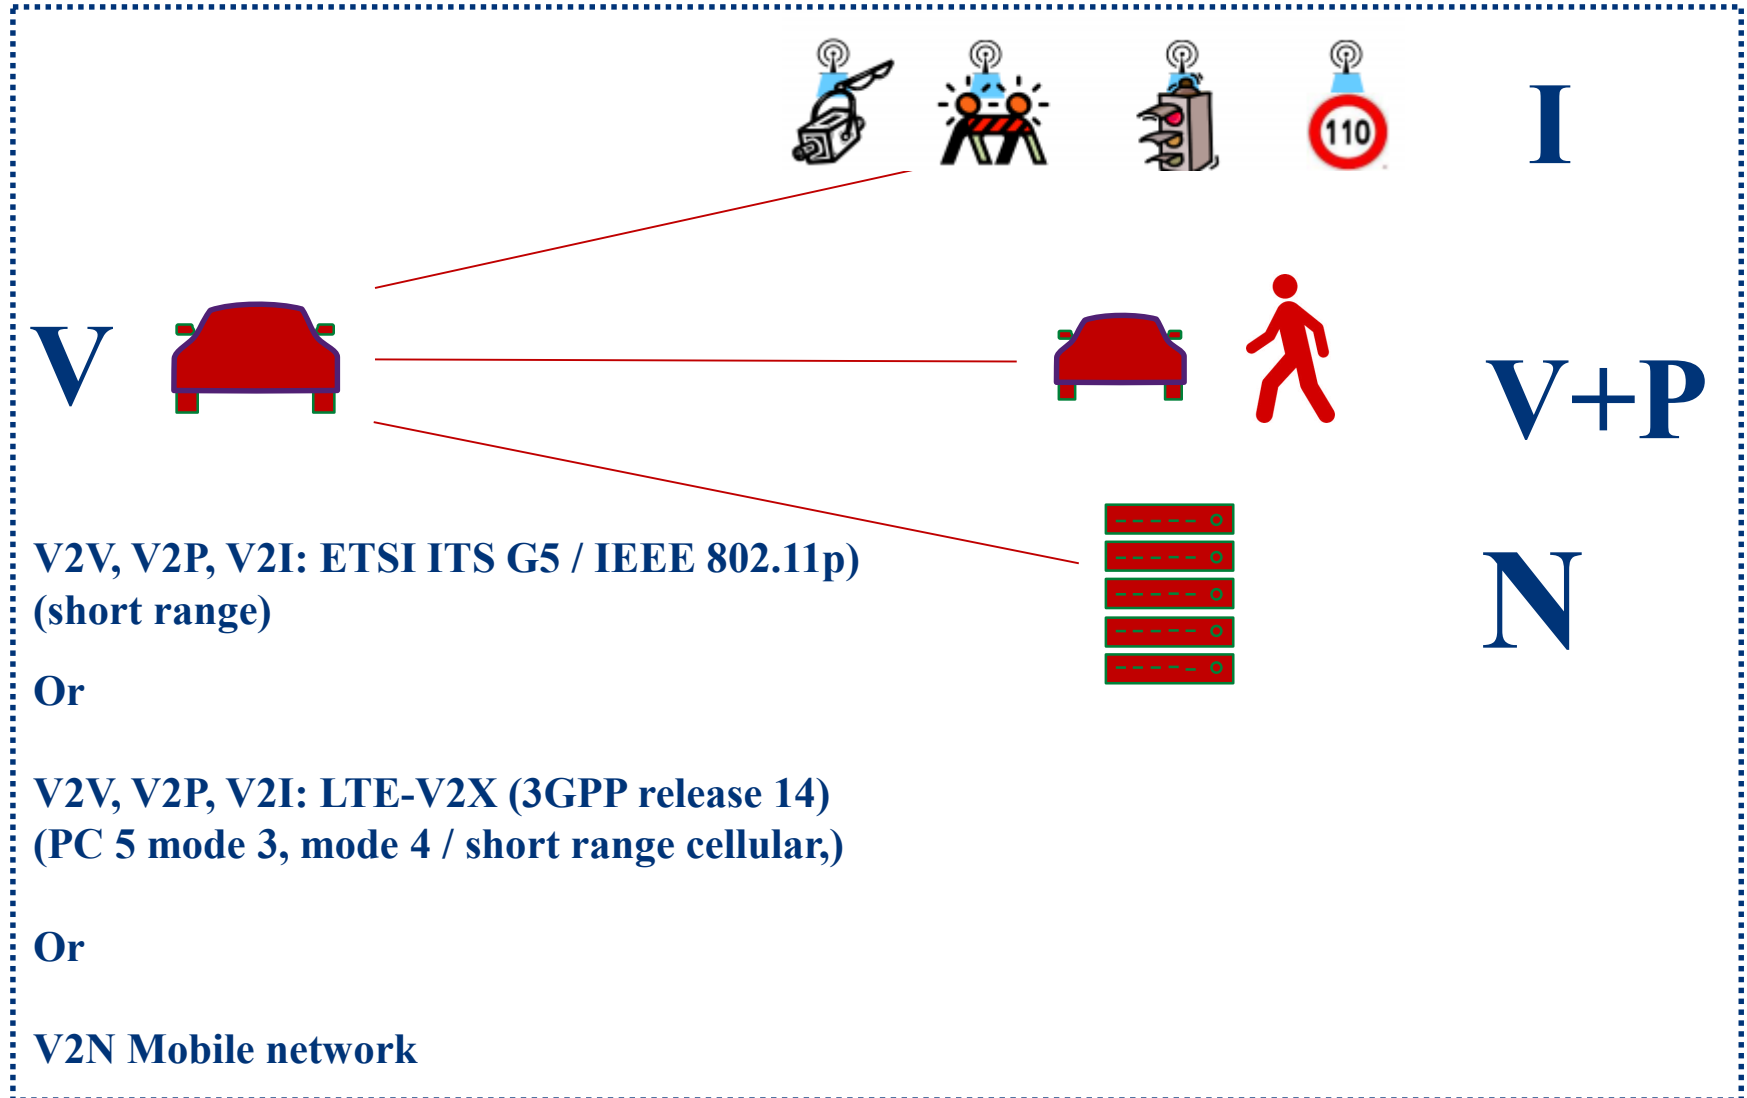 110
I
V
V+P
N
V2V, V2P, V2I: ETSI ITS G5 / IEEE 802.11p)
(short range)
Or
V2V, V2P, V2I: LTE-V2X (3GPP release 14)
(PC 5 mode 3, mode 4 / short range cellular,)
Or
V2N Mobile network